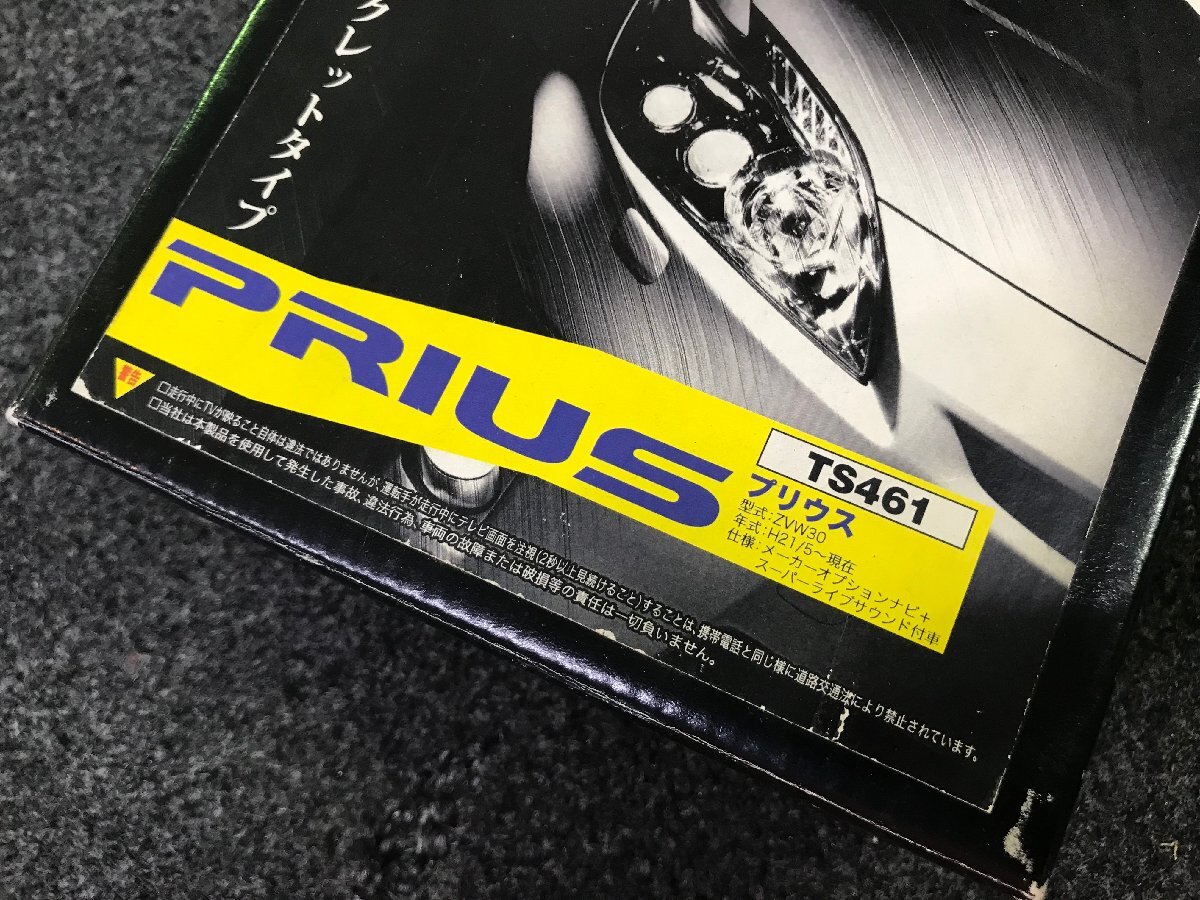 クレットタイプ
PRIUS
TS461
プリウス
型式:ZVW30
年式:H21/5～現在
仕様:メーカーオプションナビ+
スーパーライブサウンド付車
警告
□走行中にTVが映ること自体は違法ではありませんが、運転手が走行中にテレビ画面を注視(2秒以上見続けること)することは、携帯電話と同じ様に道路交通法により禁止されています。
□当社は本製品を使用して発生した事故、違法行為、車両の故障または破損等の責任は一切負いません。